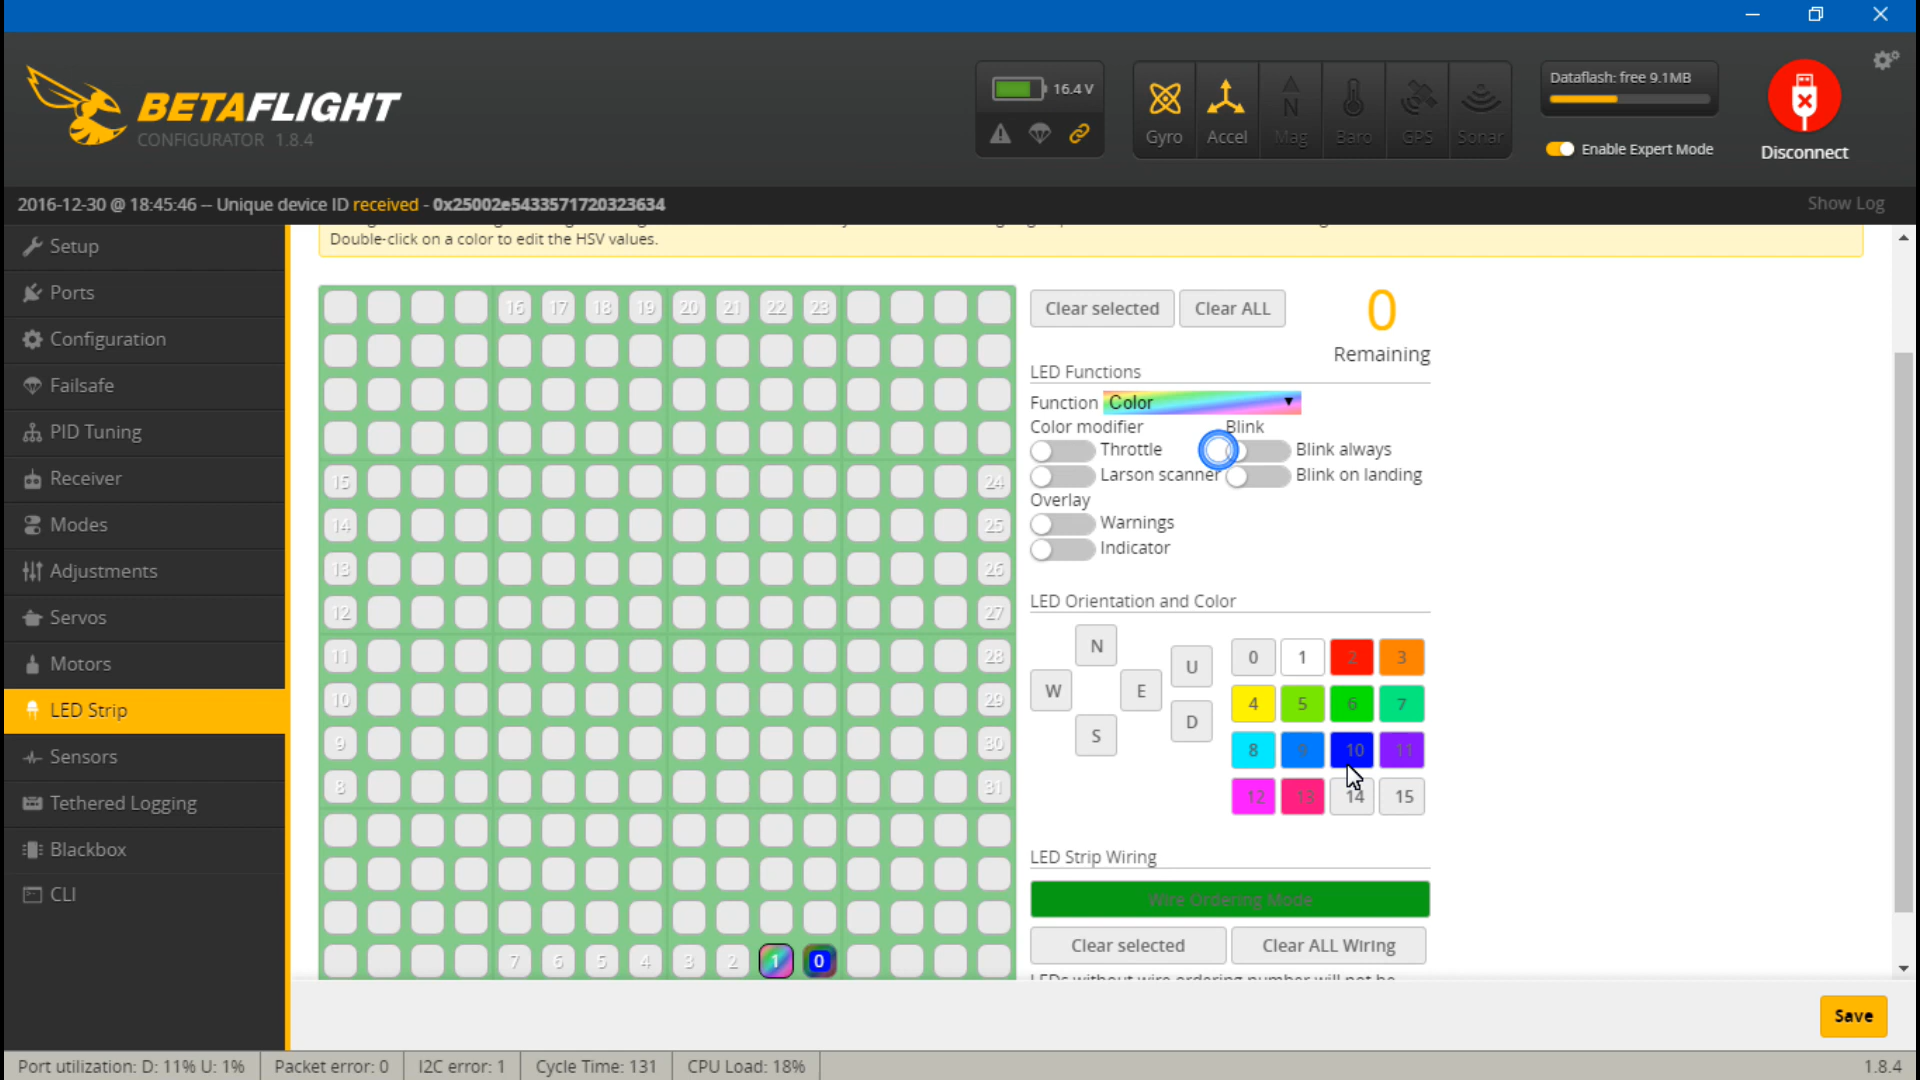 BETAFLIGHT
CONFIGURATOR 1.8.4
16.4 V
Gyro
Accel
Mag
Baro
GPS
Sonar
Dataflash: free 9.1MB
Enable Expert Mode
Disconnect
2016-12-30 @ 18:45:46 -- Unique device ID received - 0x25002e5433571720323634
Show Log
Setup
Ports
Configuration
Failsafe
PID Tuning
Receiver
Modes
Adjustments
Servos
Motors
LED Strip
Sensors
Tethered Logging
Blackbox
CLI
Double-click on a color to edit the HSV values.
16 17 18 19 20 21 22 23
15 24
14 25
13 26
12 27
11 28
10 29
9 30
8 31
7 6 5 4 3 2 1 0
Clear selected
Clear ALL
0
Remaining
LED Functions
Function Color
Color modifier
Blink
Throttle
Blink always
Larson scanner
Blink on landing
Overlay
Warnings
Indicator
LED Orientation and Color
N
W E
S
U
D
0 1 2 3
4 5 6 7
8 9 10 11
12 13 14 15
LED Strip Wiring
Wire Ordering Mode
Clear selected
Clear ALL Wiring
LEDs without wire ordering number will not be
Save
Port utilization: D: 11% U: 1%
Packet error: 0
I2C error: 1
Cycle Time: 131
CPU Load: 18%
1.8.4